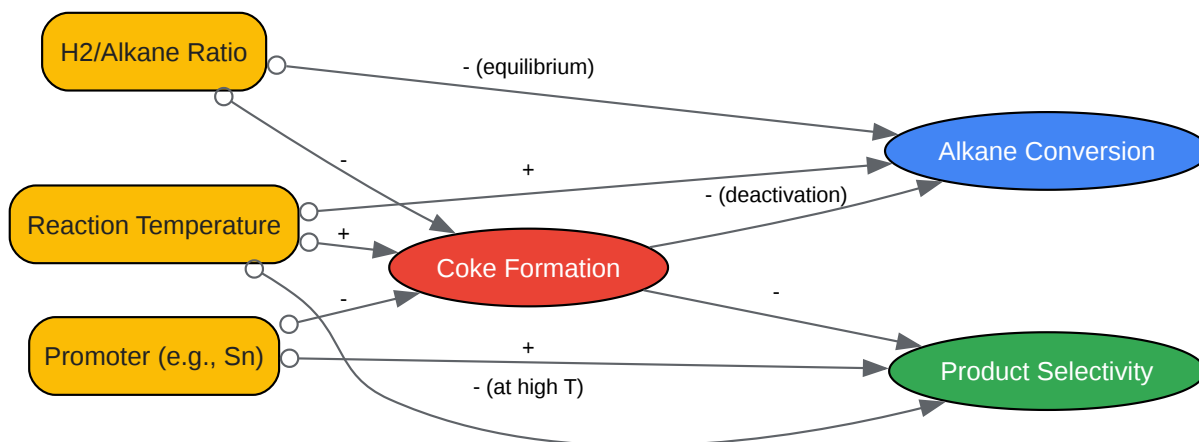 H2/Alkane Ratio
- (equilibrium)
Alkane Conversion
-
+
- (deactivation)
Reaction Temperature
+
Coke Formation
-
-
Promoter (e.g., Sn)
+
- (at high T)
Product Selectivity